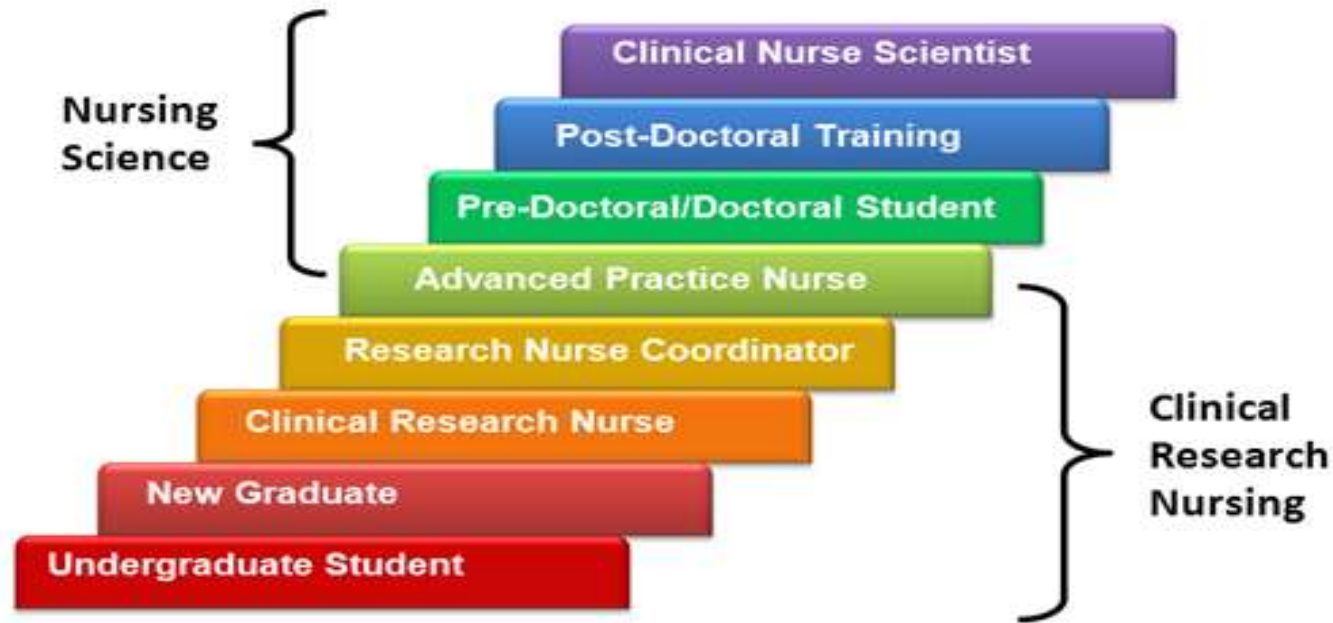 Nursing
Science
Clinical Nurse Scientist
Post-Doctoral Training
Pre-Doctoral/Doctoral Student
Advanced Practice Nurse
Research Nurse Coordinator
Clinical Research Nurse
New Graduate
Undergraduate Student
Clinical
Research
Nursing